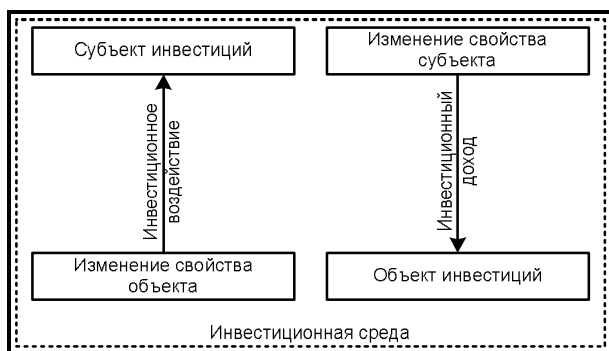 Субъект инвестиций
Изменение свойства
субъекта
Инвестиционное
воздействие
Инвестиционный
доход
Изменение свойства
объекта
Объект инвестиций
Инвестиционная среда